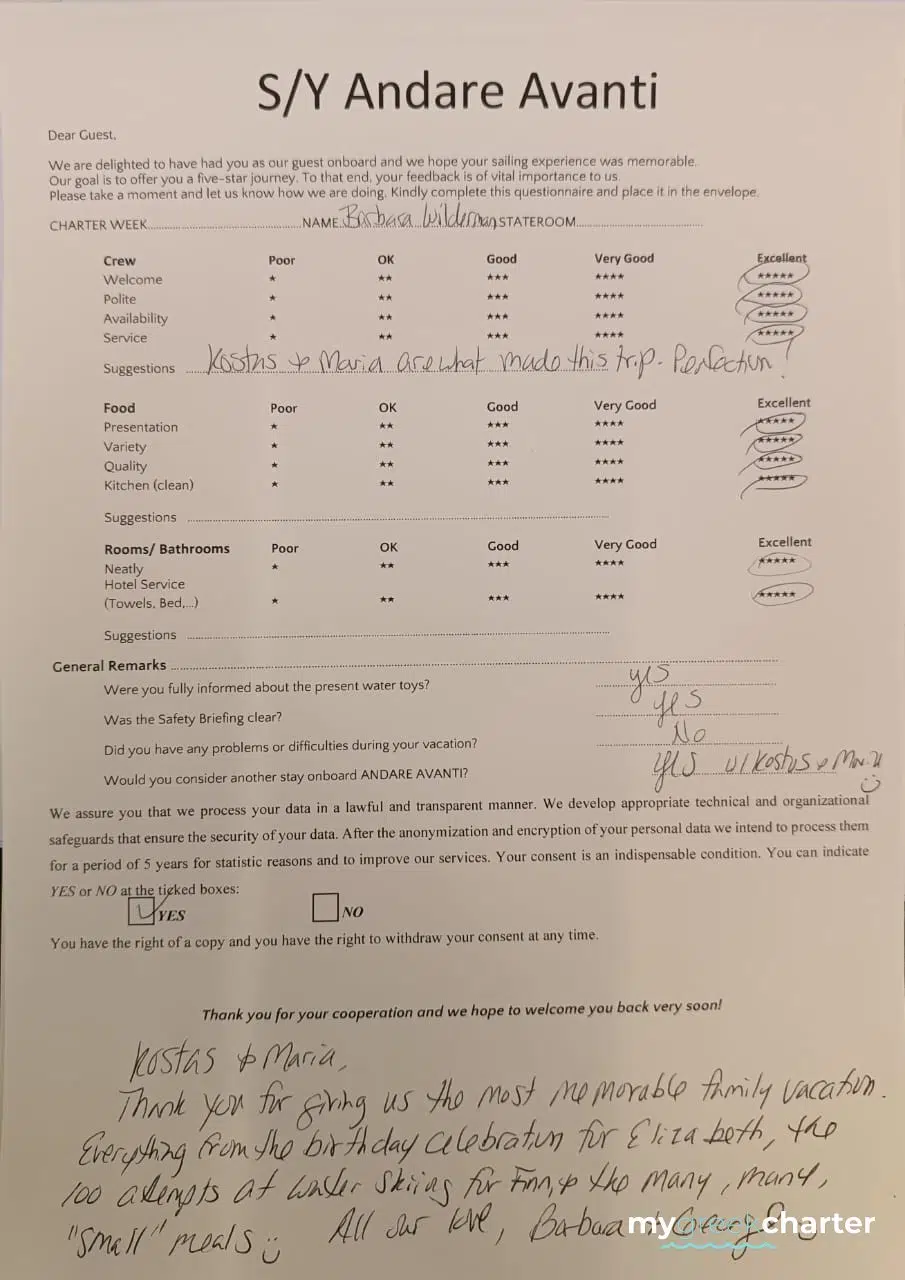 S/Y Andare Avanti
Dear Guest,
We are delighted to have had you as our guest onboard and we hope your sailing experience was memorable.
Our goal is to offer you a five-star journey. To that end, your feedback is of vital importance to us.
Please take a moment and let us know how we are doing. Kindly complete this questionnaire and place it in the envelope.
CHARTER WEEK NAME Barbara Wilderman STATEROOM
Crew Poor OK Good Very Good Excellent
Welcome * ** *** **** *****
Polite * ** *** **** *****
Availability * ** *** **** *****
Service * ** *** **** *****
Suggestions Kostas & Maria are what made this trip - Perfection!
Food Poor OK Good Very Good Excellent
Presentation * ** *** **** *****
Variety * ** *** **** *****
Quality * ** *** **** *****
Kitchen (clean) * ** *** **** *****
Suggestions
Rooms/ Bathrooms Poor OK Good Very Good Excellent
Neatly * ** *** **** *****
Hotel Service
(Towels, Bed,...) * ** *** **** *****
Suggestions
General Remarks
Were you fully informed about the present water toys? yes
Was the Safety Briefing clear? yes
Did you have any problems or difficulties during your vacation? No
Would you consider another stay onboard ANDARE AVANTI? yes w/ Kostas & Maria
We assure you that we process your data in a lawful and transparent manner. We develop appropriate technical and organizational
safeguards that ensure the security of your data. After the anonymization and encryption of your personal data we intend to process them
for a period of 5 years for statistic reasons and to improve our services. Your consent is an indispensable condition. You can indicate
YES or NO at the ticked boxes:
YES NO
You have the right of a copy and you have the right to withdraw your consent at any time.
Thank you for your cooperation and we hope to welcome you back very soon!
Kostas & Maria,
Thank you for giving us the most memorable family vacation.
Everything from the birthday celebration for Elizabeth, the
100 attempts at water skiing for Finn, & the many, many,
"small" meals All our love, Barbara &
my greek charter